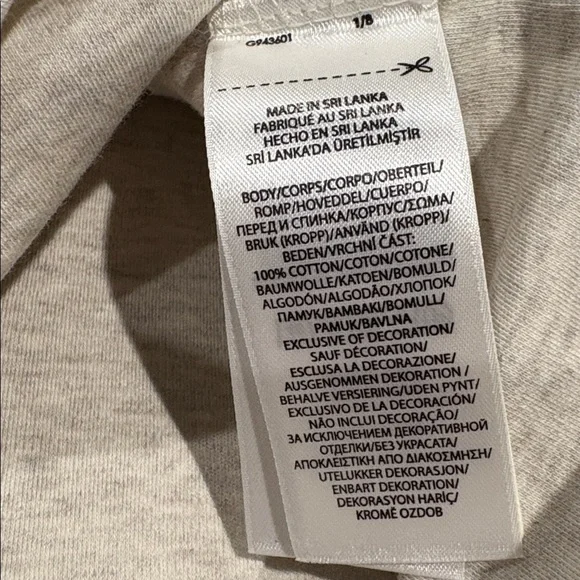 G943601 1/8
MADE IN SRI LANKA
FABRIQUÉ AU SRI LANKA
HECHO EN SRI LANKA
SRİ LANKA'DA ÜRETİLMİŞTİR
BODY/CORPS/CORPO/OBERTEIL/
ROMP/HOVEDDEL/CUERPO/
ПЕРЕД И СПИНКА/КОРПУС/ΣΩΜΑ/
BRUK (KROPP)/ANVÄND (KROPP)/
BEDEN/VRCHNÍ ČÁST:
100% COTTON/COTON/COTONE/
BAUMWOLLE/KATOEN/BOMULD/
ALGODÓN/ALGODÃO/ХЛОПОК/
ПАМУК/ΒΑΜΒΑΚΙ/BOMULL/
PAMUK/BAVLNA
EXCLUSIVE OF DECORATION/
SAUF DÉCORATION/
ESCLUSA LA DECORAZIONE/
AUSGENOMMEN DEKORATION/
BEHALVE VERSIERING/UDEN PYNT/
EXCLUSIVO DE LA DECORACIÓN/
NÃO INCLUI DECORAÇÃO/
ЗА ИСКЛЮЧЕНИЕМ ДЕКОРАТИВНОЙ
ОТДЕЛКИ/БЕЗ УКРАСАТА/
ΑΠΟΚΛΕΙΣΤΙΚΗ ΑΠΟ ΔΙΑΚΟΣΜΗΣΗ/
UTELUKKER DEKORASJON/
ENBART DEKORATION/
DEKORASYON HARİÇ/
KROMĚ OZDOB